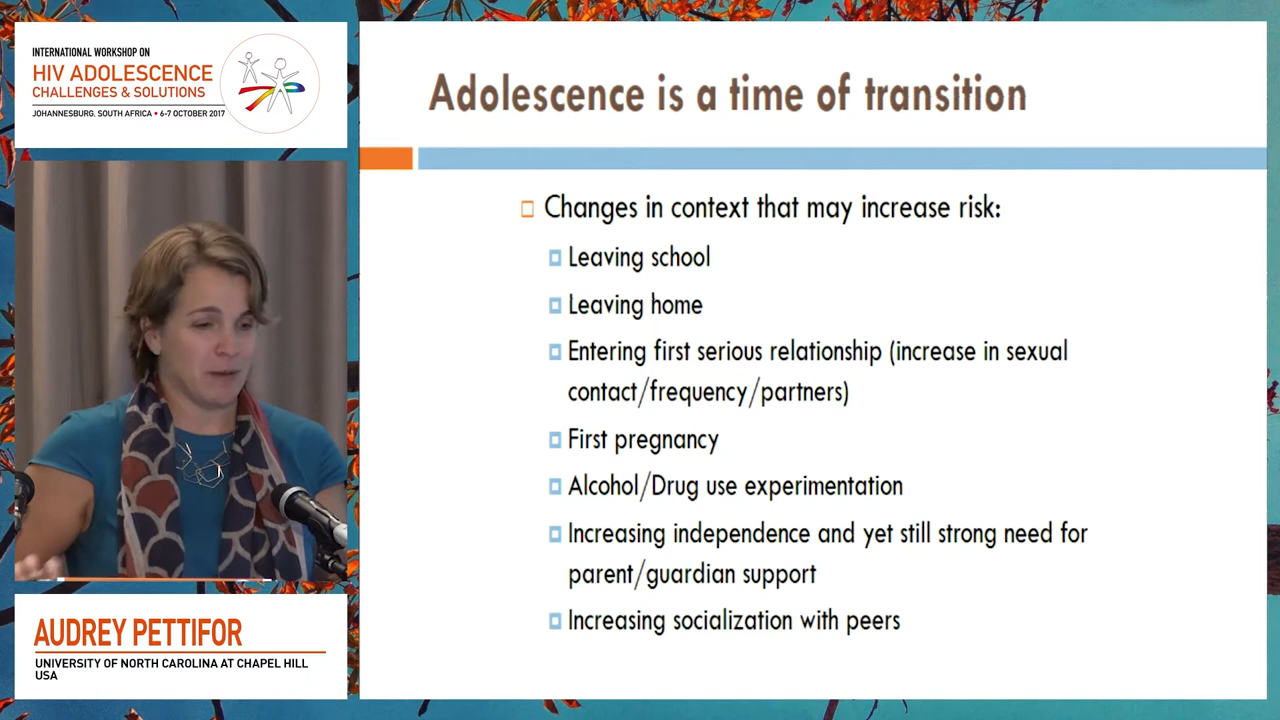 INTERNATIONAL WORKSHOP ON
HIV ADOLESCENCE
CHALLENGES & SOLUTIONS
JOHANNESBURG, SOUTH AFRICA • 6-7 OCTOBER 2017
Adolescence is a time of transition
Changes in context that may increase risk:
Leaving school
Leaving home
Entering first serious relationship (increase in sexual
contact/frequency/partners)
First pregnancy
Alcohol/Drug use experimentation
Increasing independence and yet still strong need for
parent/guardian support
Increasing socialization with peers
AUDREY PETTIFOR
UNIVERSITY OF NORTH CAROLINA AT CHAPEL HILL
USA